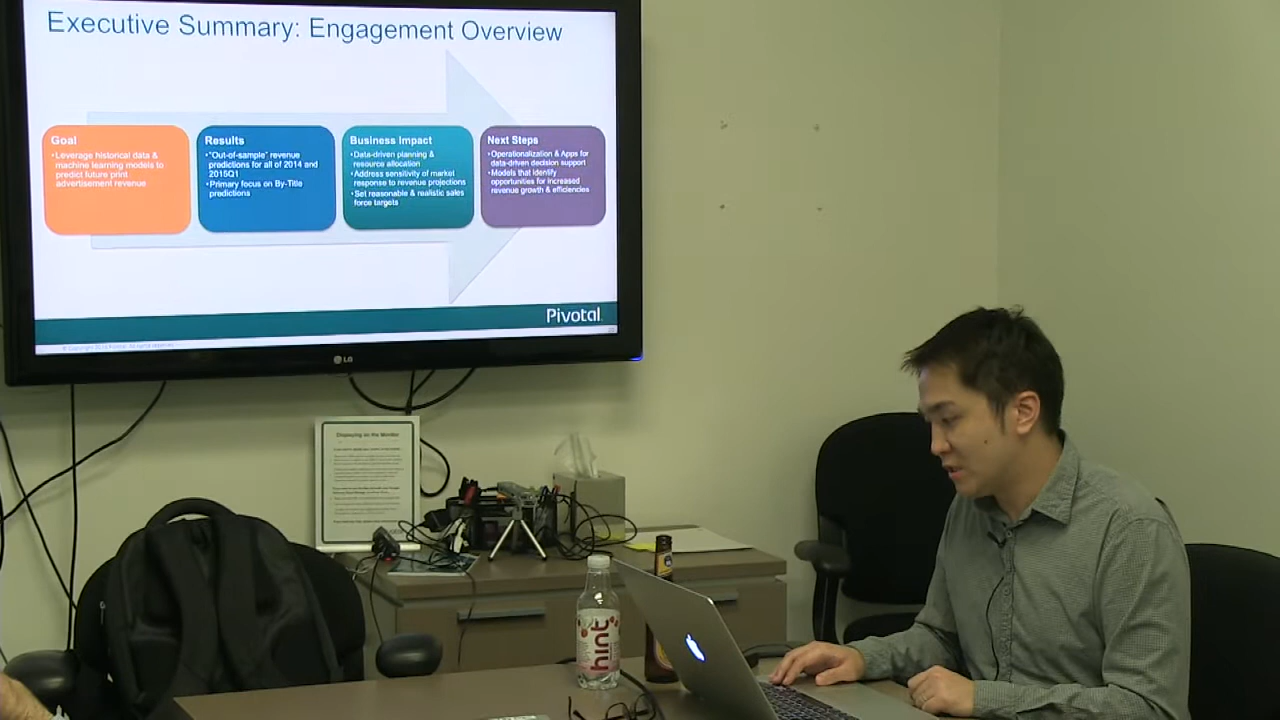 Executive Summary: Engagement Overview
Goal
•Leverage historical data &
machine learning models to
predict future print
advertisement revenue
Results
•"Out-of-sample" revenue
predictions for all of 2014 and
2015Q1
•Primary focus on By-Title
predictions
Business Impact
•Data-driven planning &
resource allocation
•Address sensitivity of market
response to revenue projections
•Set reasonable & realistic sales
force targets
Next Steps
•Operationalization & Apps for
data-driven decision support
•Models that identify
opportunities for increased
revenue growth & efficiencies
Pivotal
LG
Displaying on the Monitor
hint